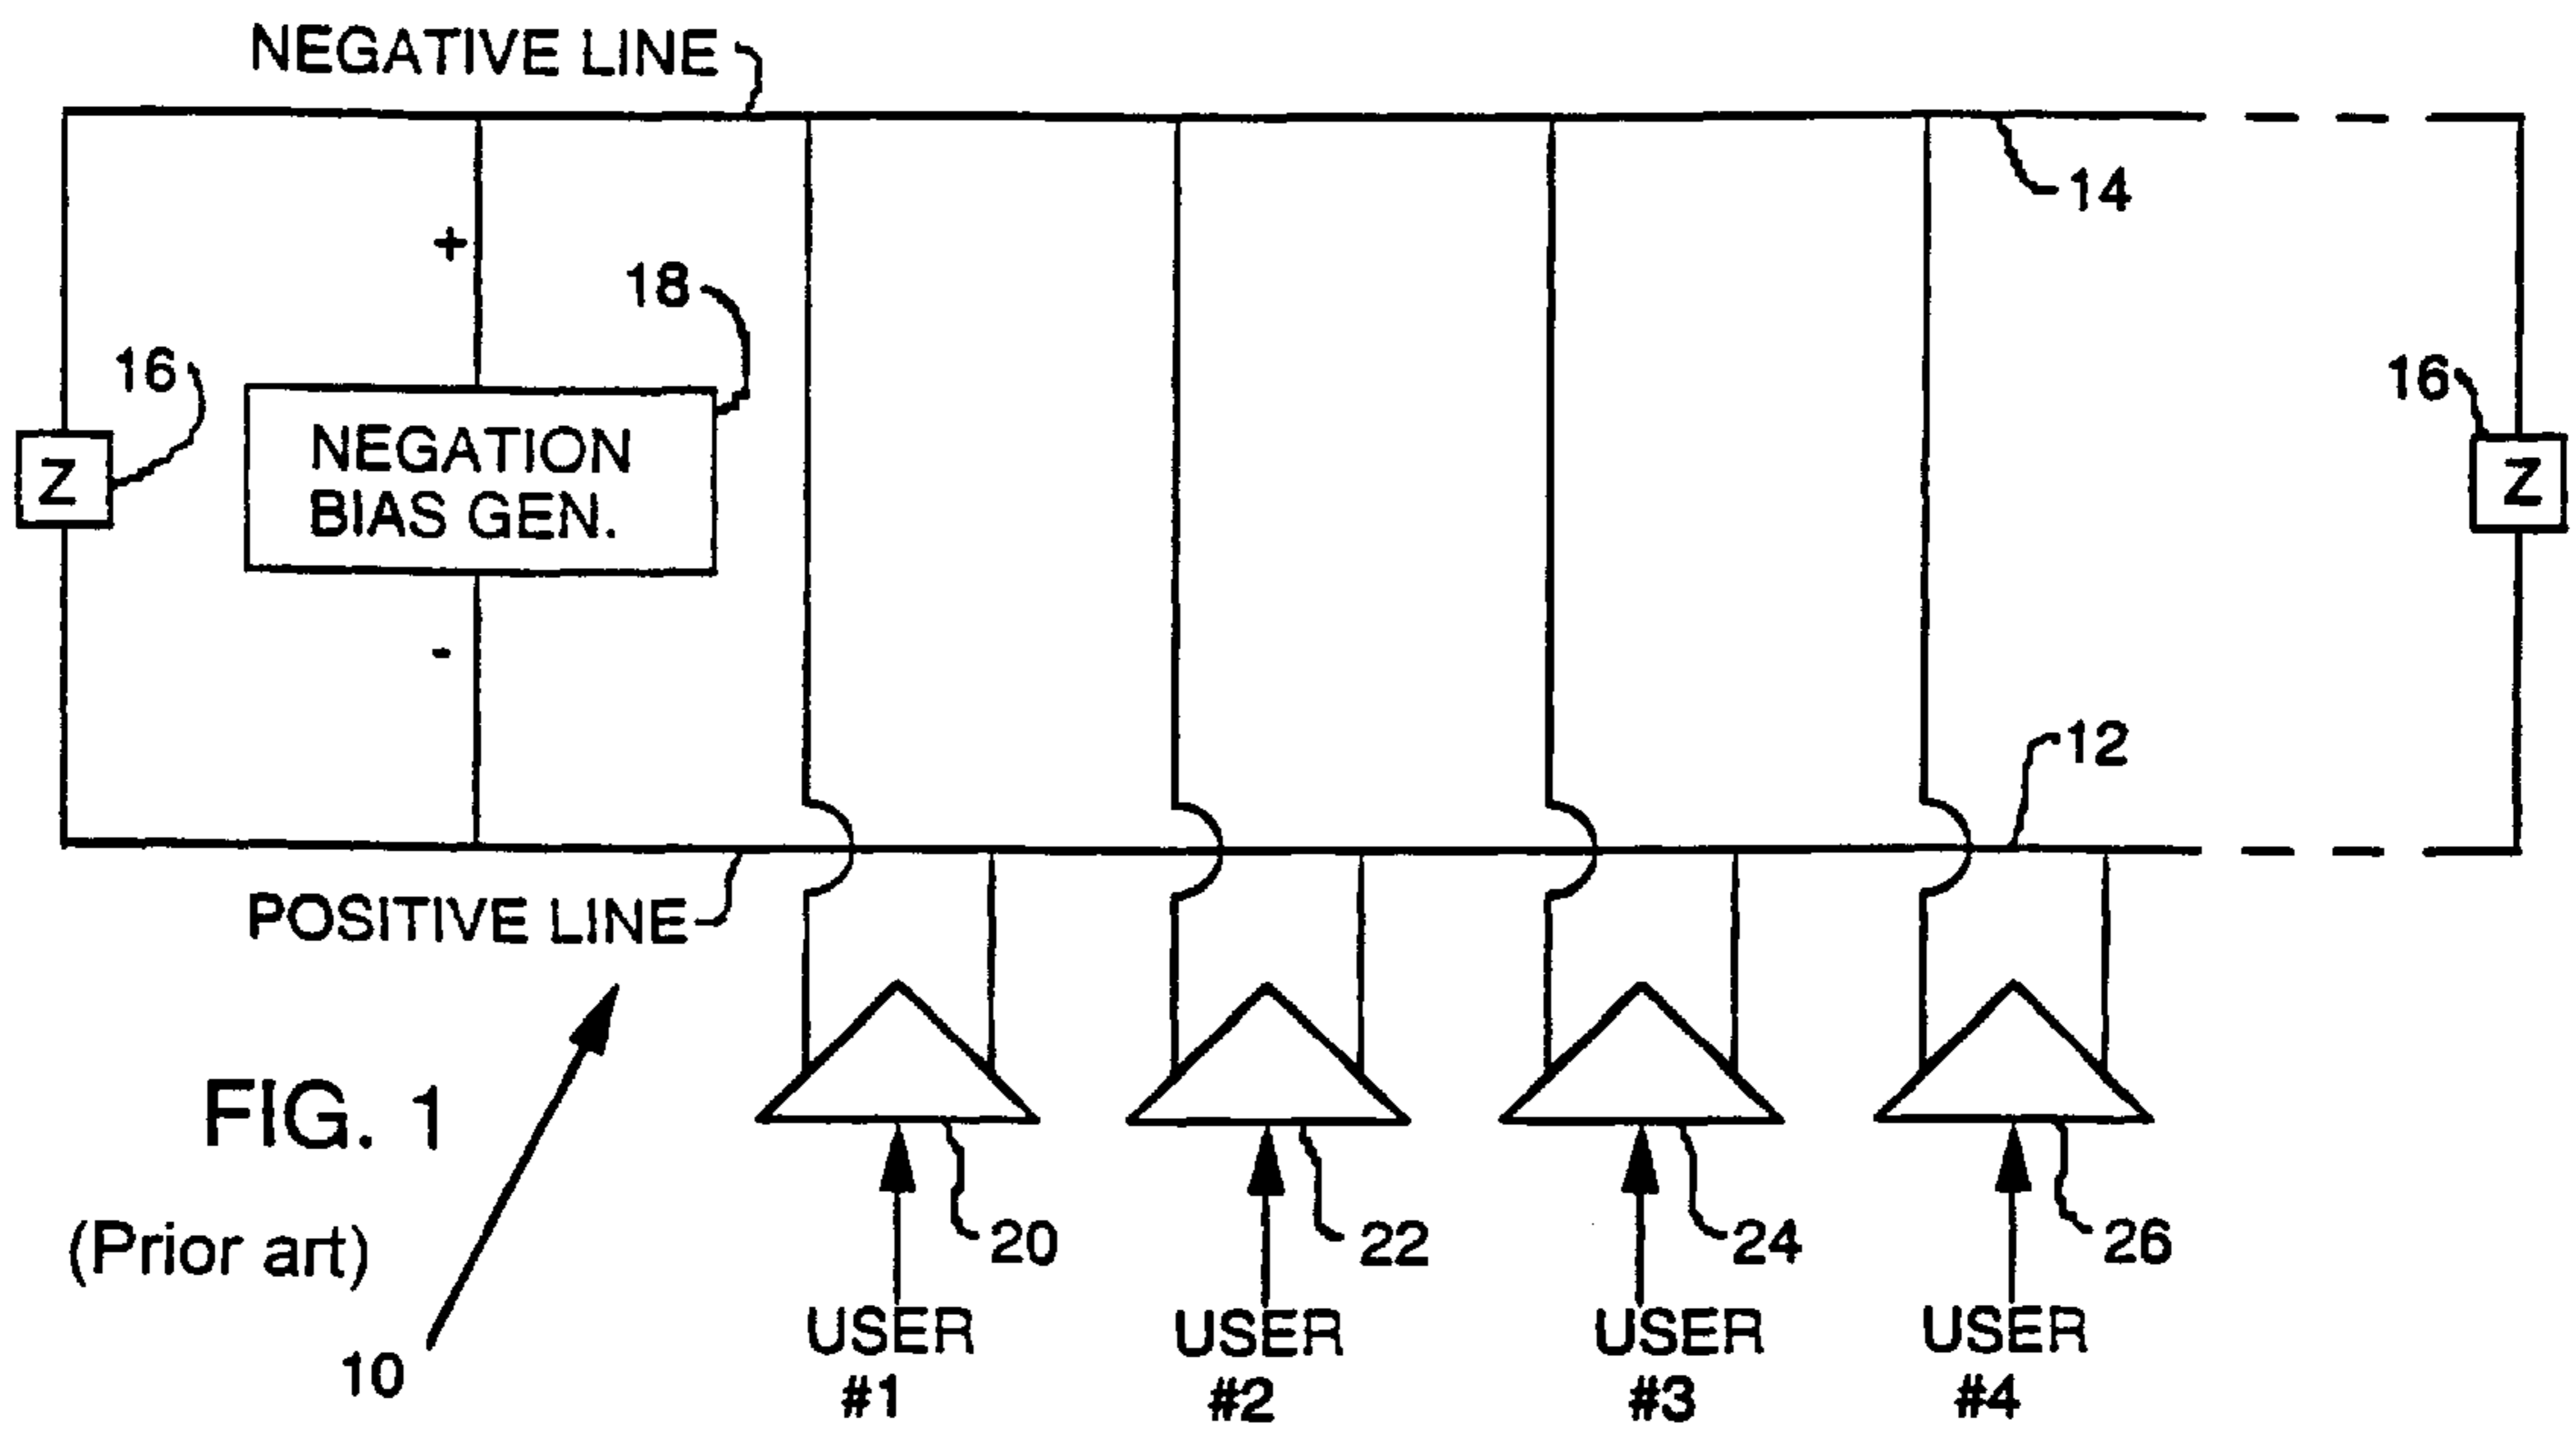 NEGATIVE LINE
14
+
18
16
16
Z
NEGATION
BIAS GEN.
Z
-
12
POSITIVE LINE
FIG. 1
(Prior art)
10
20
22
24
26
USER
#1
USER
#2
USER
#3
USER
#4